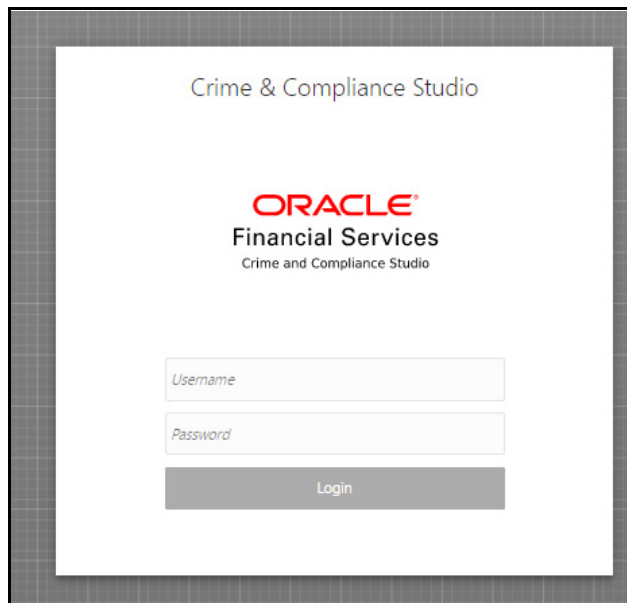 Crime & Compliance Studio
ORACLE®
Financial Services
Crime and Compliance Studio
Username
Password
Login